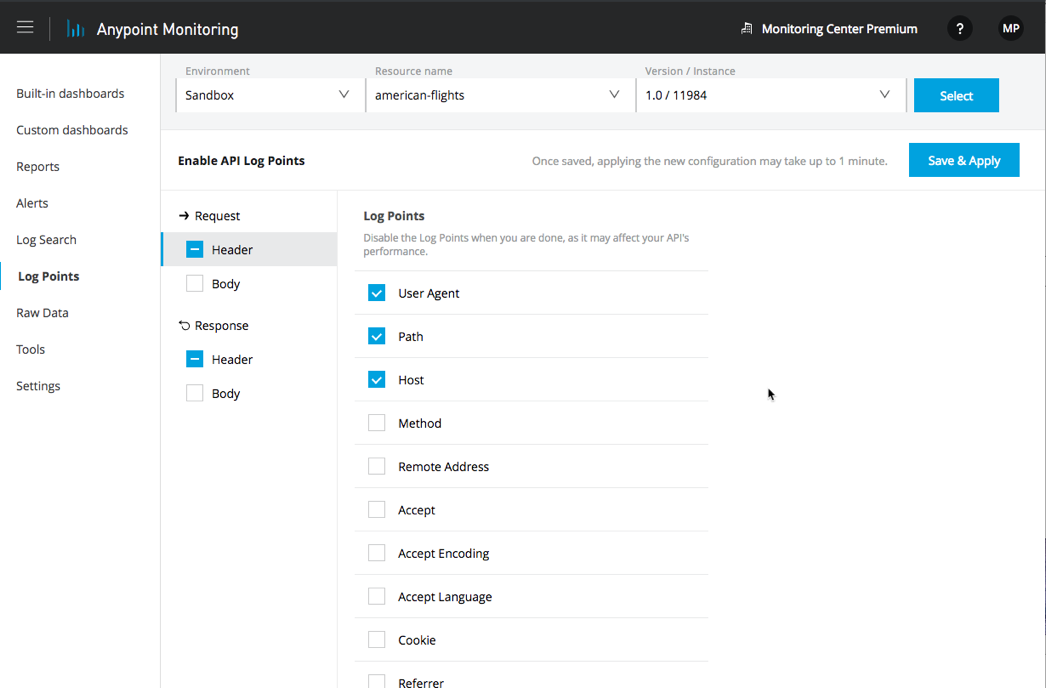 Anypoint Monitoring
Monitoring Center Premium
?
MP
Built-in dashboards
Custom dashboards
Reports
Alerts
Log Search
Log Points
Raw Data
Tools
Settings
Environment
Sandbox
Resource name
american-flights
Version / Instance
1.0 / 11984
Select
Enable API Log Points
Once saved, applying the new configuration may take up to 1 minute.
Save & Apply
Request
Header
Body
Response
Header
Body
Log Points
Disable the Log Points when you are done, as it may affect your API's
performance.
User Agent
Path
Host
Method
Remote Address
Accept
Accept Encoding
Accept Language
Cookie
Referrer